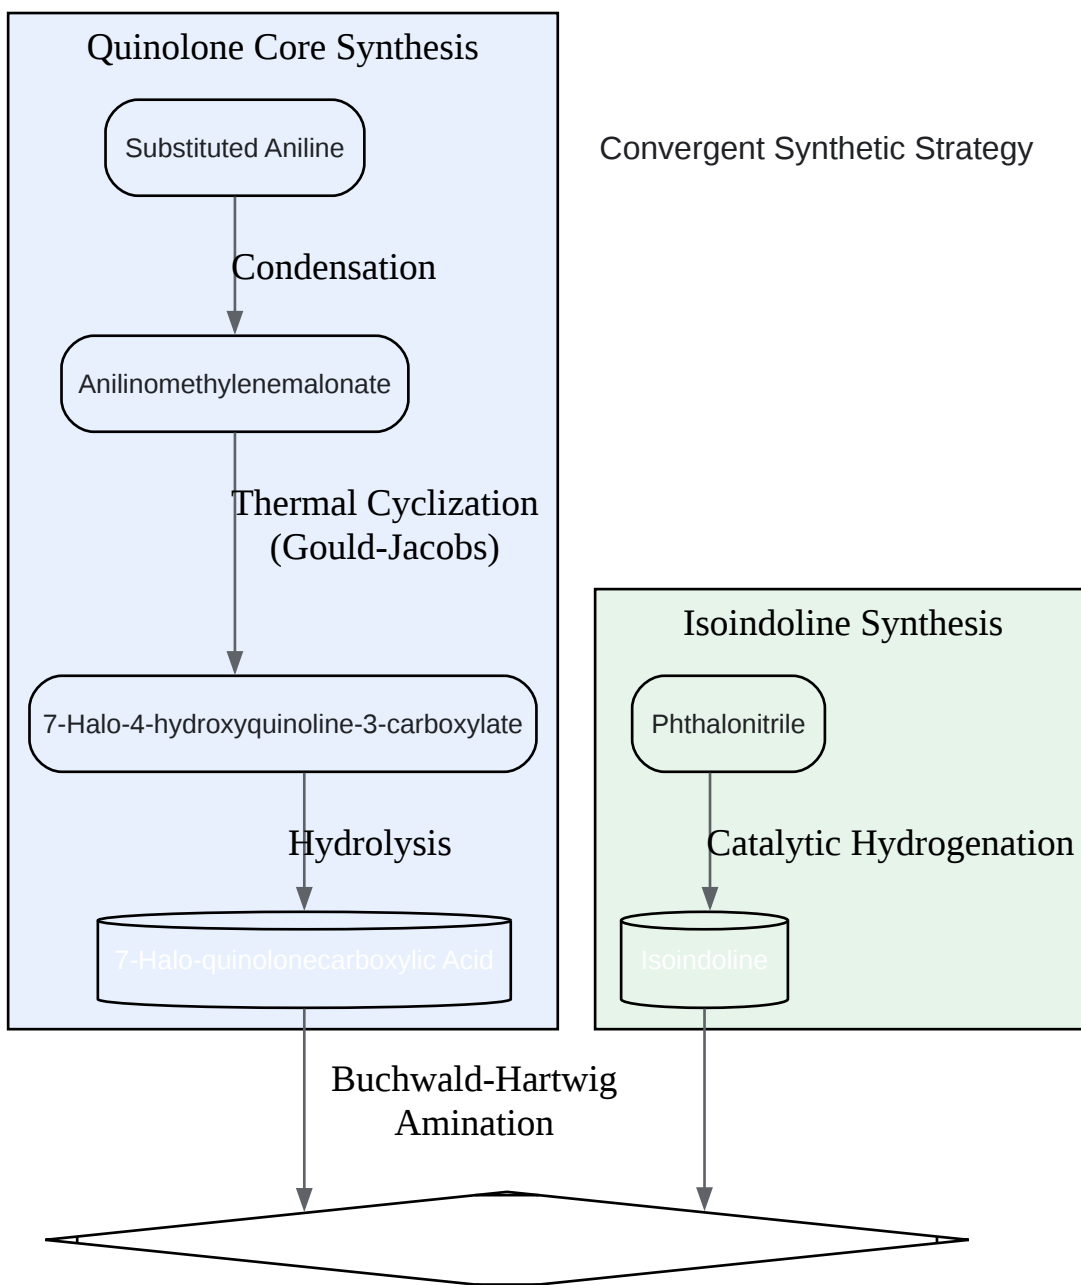 Quinolone Core Synthesis
Substituted Aniline
Convergent Synthetic Strategy
Condensation
Anilinomethylenemalonate
Thermal Cyclization
(Gould-Jacobs)
Isoindoline Synthesis
7-Halo-4-hydroxyquinoline-3-carboxylate
Phthalonitrile
Hydrolysis
Catalytic Hydrogenation
7-Halo-quinolonecarboxylic Acid
Isoindoline
Buchwald-Hartwig
Amination